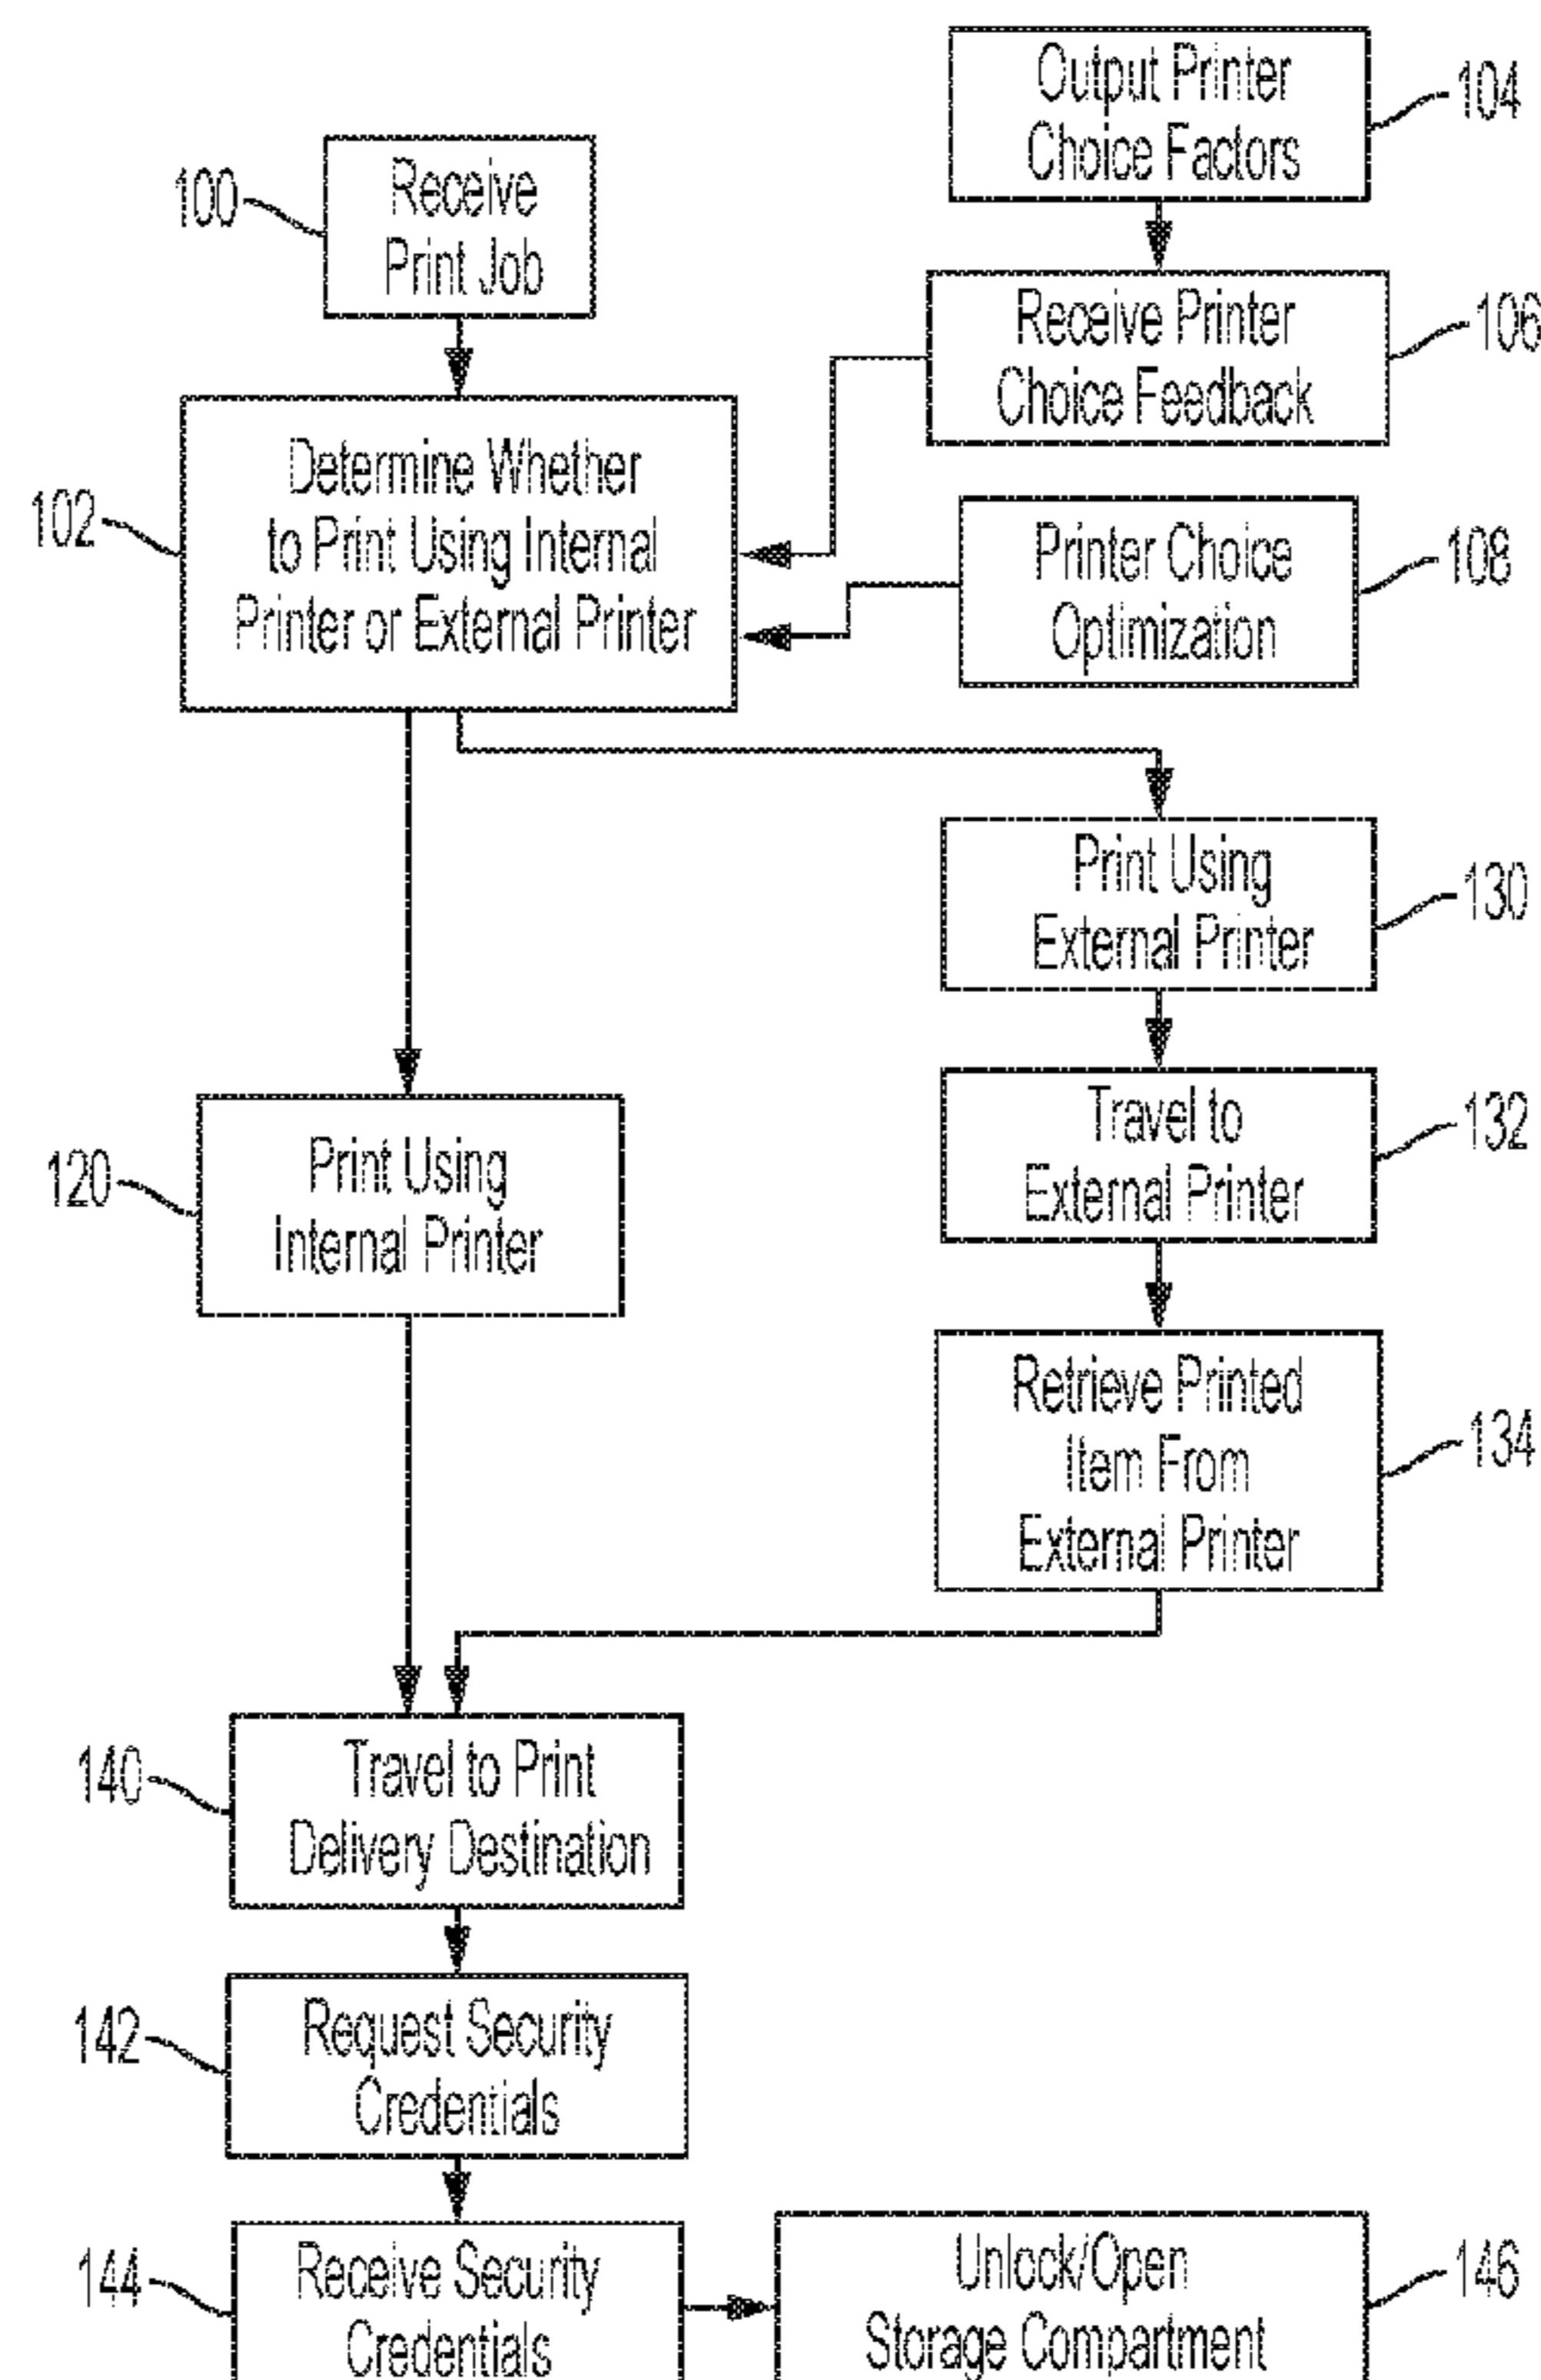 Output Printer
Choice Factors
104
100
Receive
Print Job
Receive Printer
Choice Feedback
106
102
Determine Whether
to Print Using Internal
Printer or External Printer
Printer Choice
Optimization
108
Print Using
External Printer
130
Travel to
External Printer
132
120
Print Using
Internal Printer
Retrieve Printed
Item From
External Printer
134
140
Travel to Print
Delivery Destination
142
Request Security
Credentials
144
Receive Security
Credentials
Unlock/Open
Storage Compartment
146